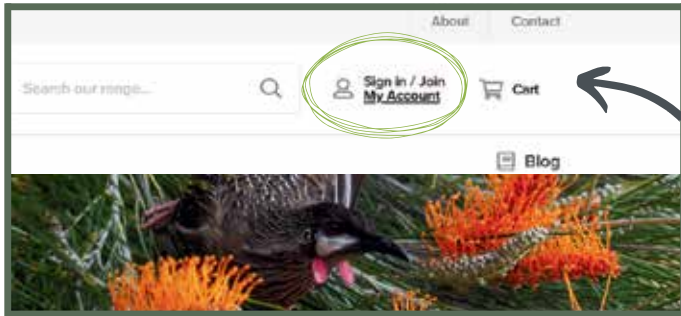 About Contact
Search our range...
Sign in / Join
My Account
Cart
Blog